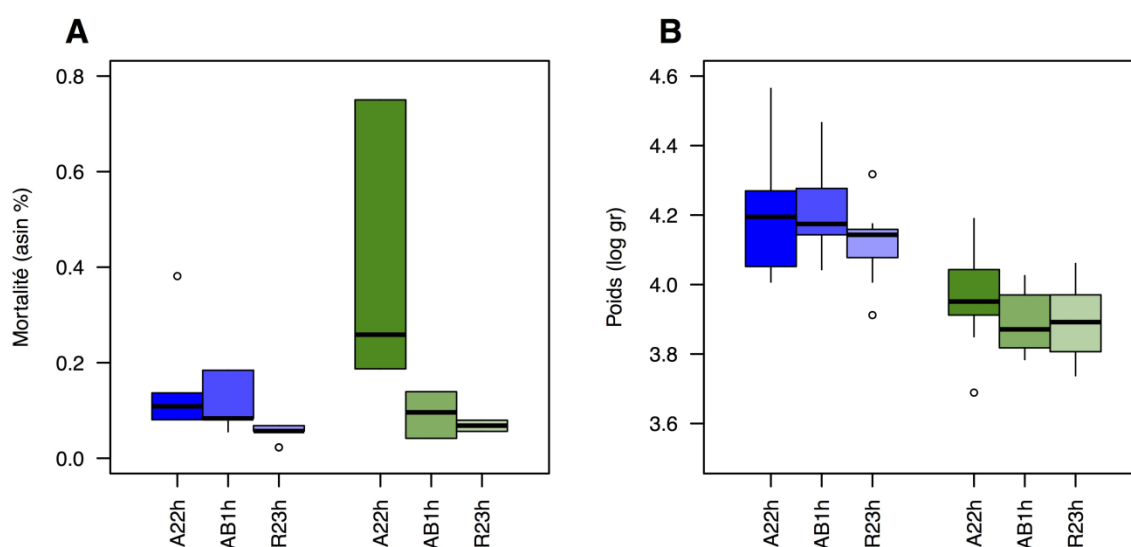 A
Mortalité (asin %)
0.8
0.6
0.4
0.2
0.0
A22h
AB1h
R23h
A22h
AB1h
R23h
B
Poids (log gr)
4.6
4.4
4.2
4.0
3.8
3.6
A22h
AB1h
R23h
A22h
AB1h
R23h